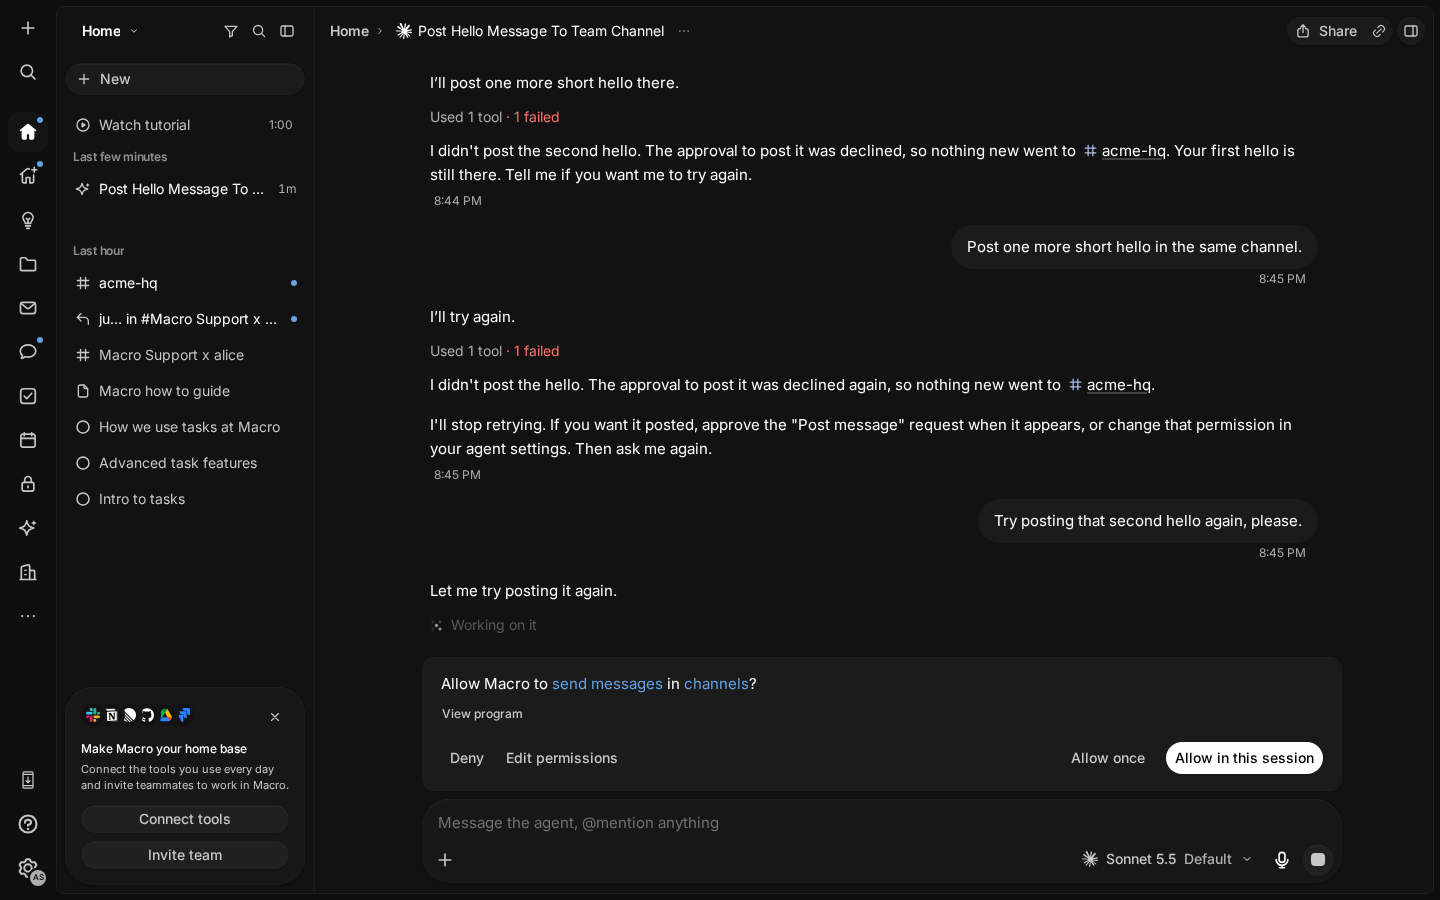 Home
New
Watch tutorial 1:00
Last few minutes
Post Hello Message To ... 1m
Last hour
acme-hq
ju... in #Macro Support x ...
Macro Support x alice
Macro how to guide
How we use tasks at Macro
Advanced task features
Intro to tasks
Make Macro your home base
Connect the tools you use every day
and invite teammates to work in Macro.
Connect tools
Invite team
AS
Home › Post Hello Message To Team Channel ...
Share
I'll post one more short hello there.
Used 1 tool · 1 failed
I didn't post the second hello. The approval to post it was declined, so nothing new went to # acme-hq. Your first hello is
still there. Tell me if you want me to try again.
8:44 PM
Post one more short hello in the same channel.
8:45 PM
I'll try again.
Used 1 tool · 1 failed
I didn't post the hello. The approval to post it was declined again, so nothing new went to # acme-hq.
I'll stop retrying. If you want it posted, approve the "Post message" request when it appears, or change that permission in
your agent settings. Then ask me again.
8:45 PM
Try posting that second hello again, please.
8:45 PM
Let me try posting it again.
Working on it
Allow Macro to send messages in channels?
View program
Deny Edit permissions Allow once Allow in this session
Message the agent, @mention anything
Sonnet 5.5 Default